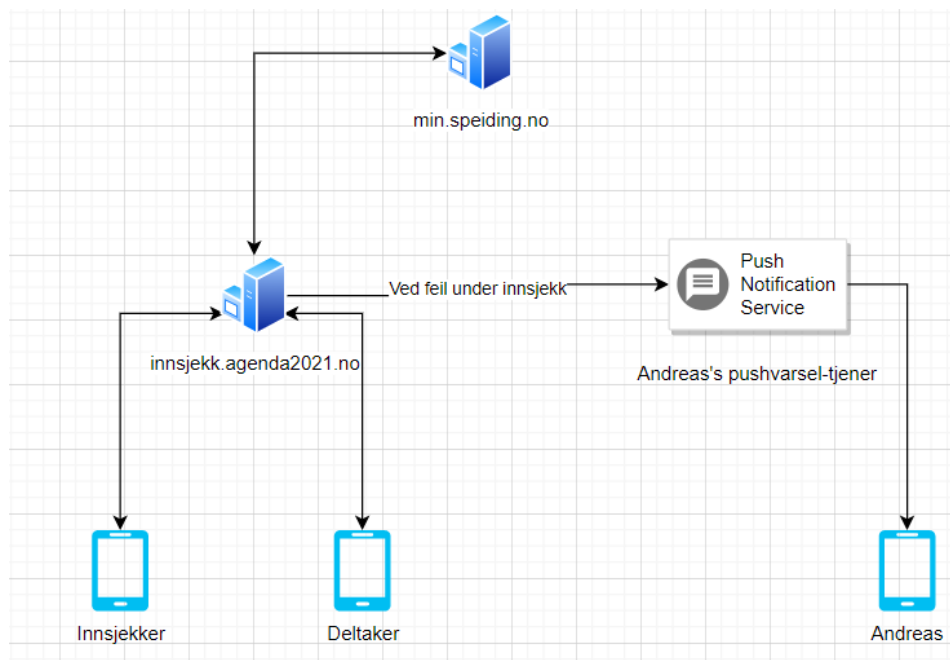 min.speiding.no
Ved feil under innsjekk
Push
Notification
Service
innsjekk.agenda2021.no
Andreas's pushvarsel-tjener
Innsjekker
Deltaker
Andreas